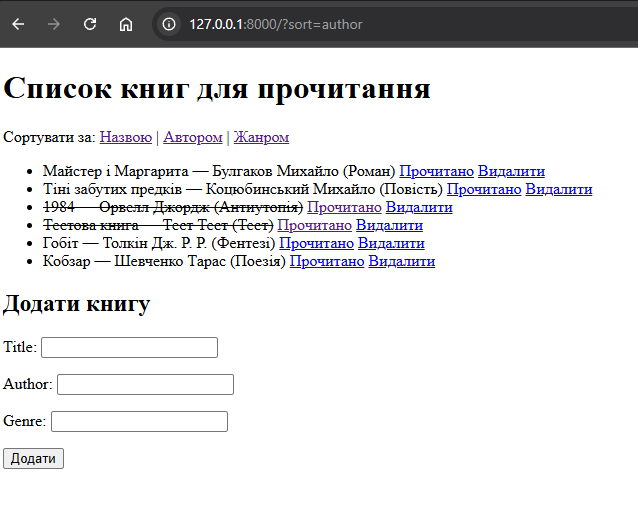 127.0.0.1:8000/?sort=author
Список книг для прочитання
Сортувати за: Назвою | Автором | Жанром
Майстер і Маргарита — Булгаков Михайло (Роман) Прочитано Видалити
Тіні забутих предків — Коцюбинський Михайло (Повість) Прочитано Видалити
1984 — Орвелл Джордж (Антиутопія) Прочитано Видалити
Тестова книга — Тест Тест (Тест) Прочитано Видалити
Гобіт — Толкін Дж. Р. Р. (Фентезі) Прочитано Видалити
Кобзар — Шевченко Тарас (Поезія) Прочитано Видалити
Додати книгу
Title:
Author:
Genre:
Додати